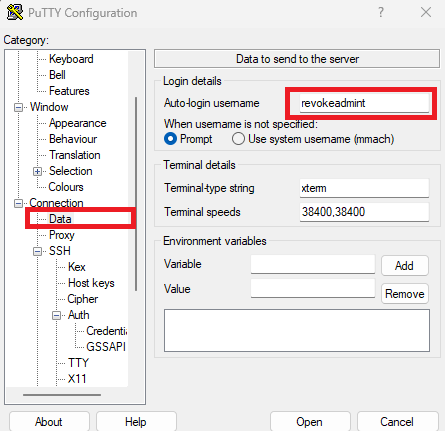 PuTTY Configuration
Category:
Keyboard
Bell
Features
Window
Appearance
Behaviour
Translation
Selection
Colours
Connection
Data
Proxy
SSH
Kex
Host keys
Cipher
Auth
Credentia
GSSAPI
TTY
X11
Data to send to the server
Login details
Auto-login username revokeadmint
When username is not specified:
Prompt Use system username (mmach)
Terminal details
Terminal-type string xterm
Terminal speeds 38400,38400
Environment variables
Variable Add
Value Remove
About Help Open Cancel